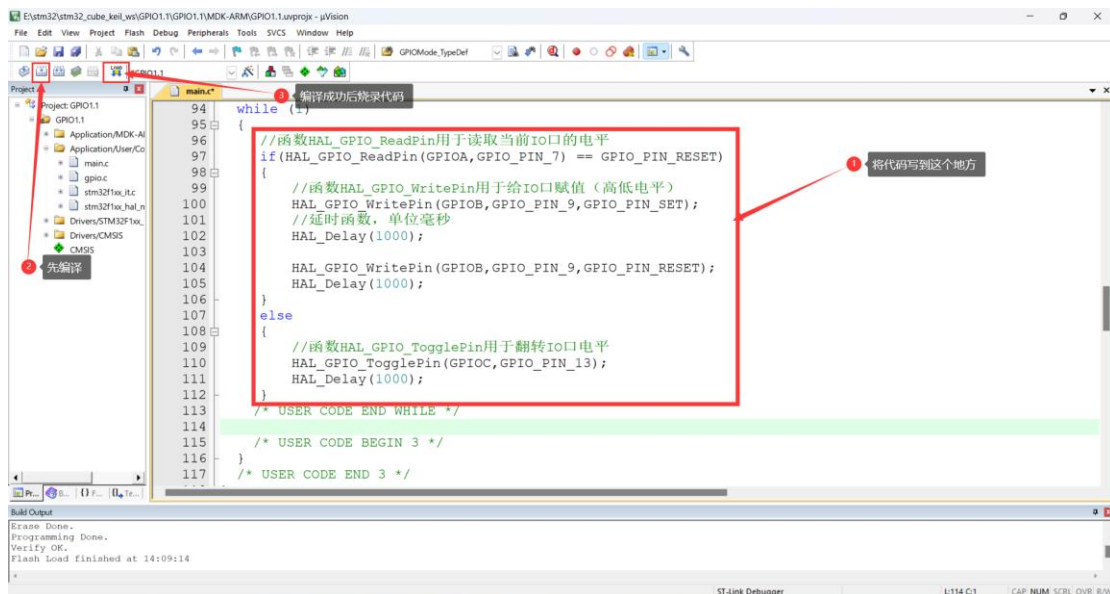 E:\stm32\stm32_cube_keil_ws\GPIO1.1\GPIO1.1\MDK-ARM\GPIO1.1.uvprojx - µVision
File Edit View Project Flash Debug Peripherals Tools SVCS Window Help
GPIOMode_TypeDef
GPIO1.1
Project
main.c*
3 编译成功后烧录代码
Project: GPIO1.1
GPIO1.1
Application/MDK-AI
Application/User/Co
main.c
gpio.c
stm32f1xx_it.c
stm32f1xx_hal_n
Drivers/STM32F1xx_
Drivers/CMSIS
CMSIS
2 先编译
94 while (1)
95 {
96 //函数HAL_GPIO_ReadPin用于读取当前IO口的电平
97 if(HAL_GPIO_ReadPin(GPIOA,GPIO_PIN_7) == GPIO_PIN_RESET)
98 {
99 //函数HAL_GPIO_WritePin用于给IO口赋值（高低电平）
100 HAL_GPIO_WritePin(GPIOB,GPIO_PIN_9,GPIO_PIN_SET);
101 //延时函数，单位毫秒
102 HAL_Delay(1000);
103
104 HAL_GPIO_WritePin(GPIOB,GPIO_PIN_9,GPIO_PIN_RESET);
105 HAL_Delay(1000);
106 }
107 else
108 {
109 //函数HAL_GPIO_TogglePin用于翻转IO口电平
110 HAL_GPIO_TogglePin(GPIOC,GPIO_PIN_13);
111 HAL_Delay(1000);
112 }
113 /* USER CODE END WHILE */
114
115 /* USER CODE BEGIN 3 */
116 }
117 /* USER CODE END 3 */
1 将代码写到这个地方
Pr... B... {} F... Te...
Build Output
Erase Done.
Programming Done.
Verify OK.
Flash Load finished at 14:09:14
ST-Link Debugger L:114 C:1 CAP NUM SCRL OVR R/W